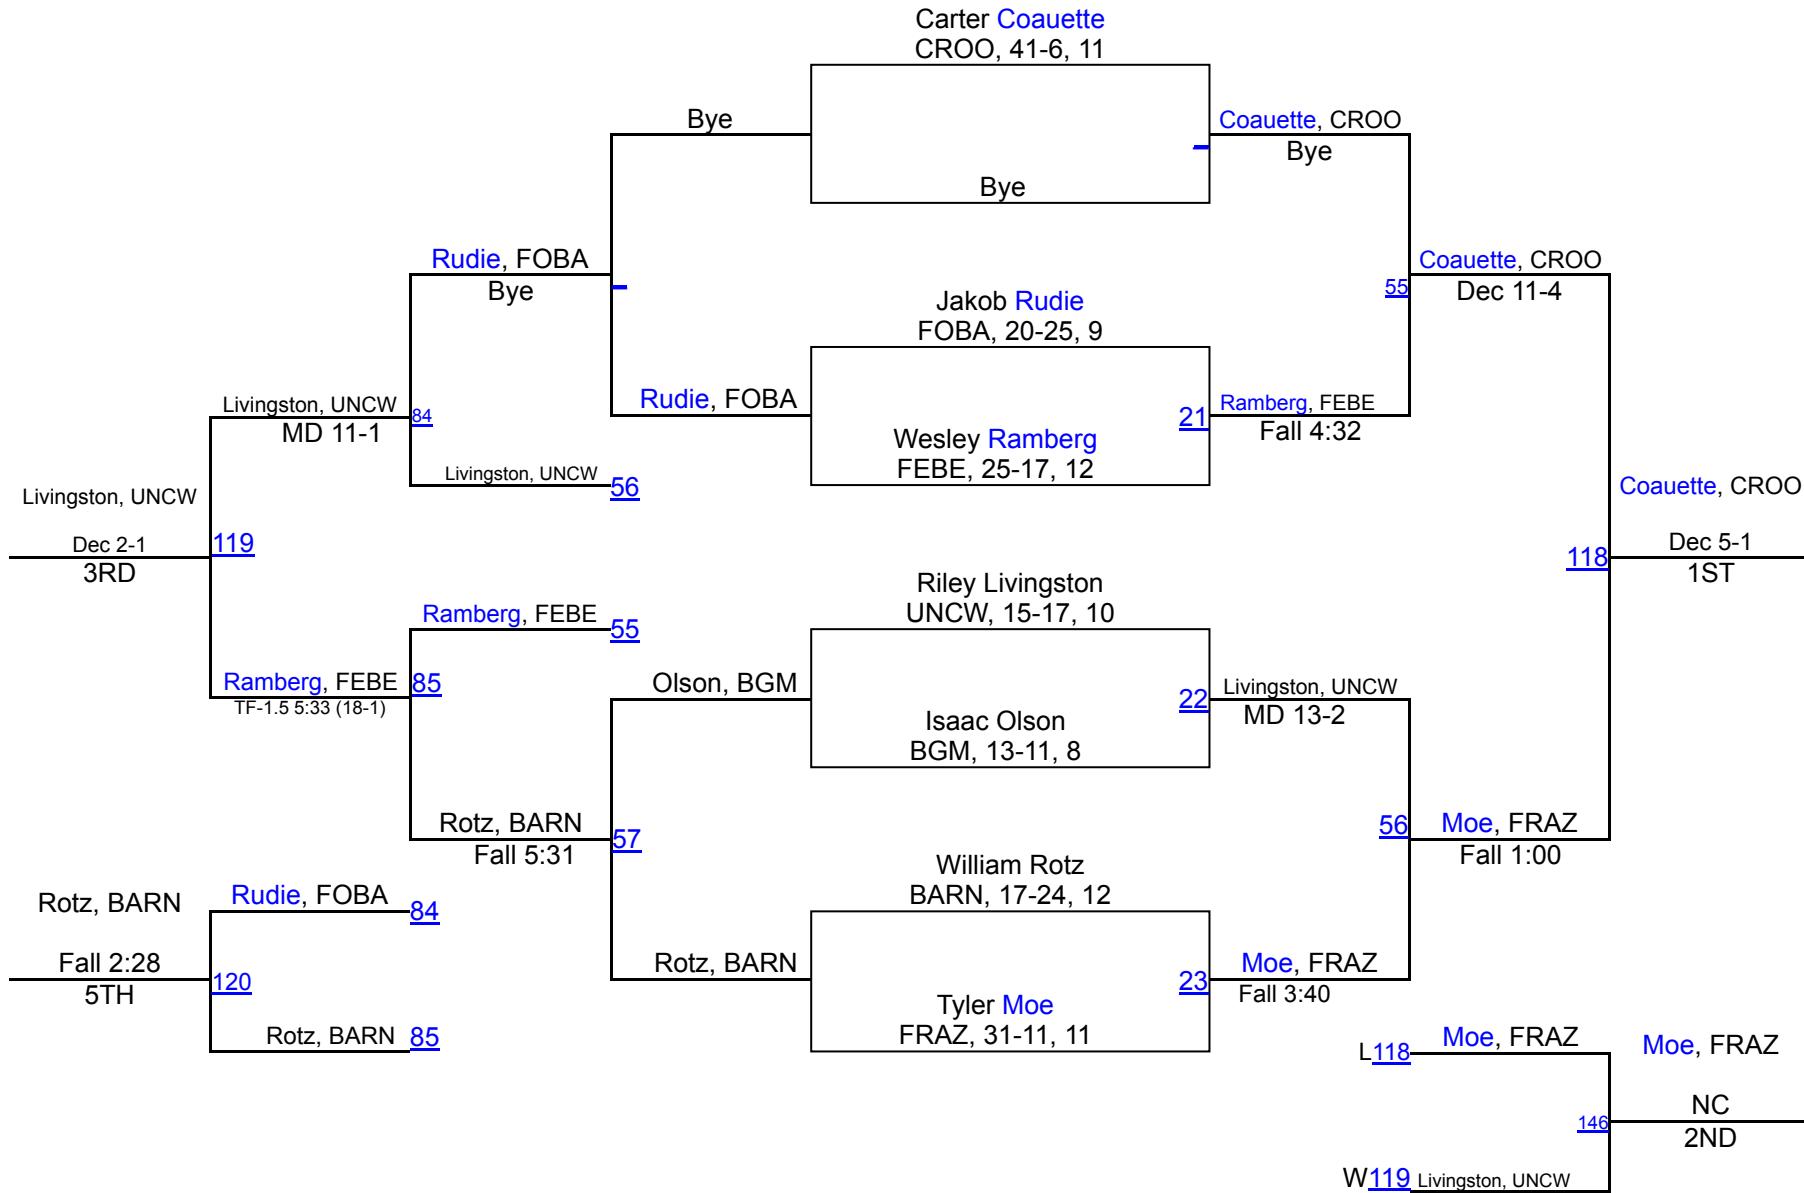 Carter Coauette
CROO, 41-6, 11
Bye
Coauette, CROO
Bye
Bye
Rudie, FOBA
Bye
Coauette, CROO
55
Dec 11-4
Jakob Rudie
FOBA, 20-25, 9
Rudie, FOBA
21
Ramberg, FEBE
Fall 4:32
Wesley Ramberg
FEBE, 25-17, 12
Livingston, UNCW
84
MD 11-1
Livingston, UNCW
56
Livingston, UNCW
Dec 2-1
119
3RD
Coauette, CROO
118
Dec 5-1
1ST
Riley Livingston
UNCW, 15-17, 10
Ramberg, FEBE
55
Olson, BGM
22
Livingston, UNCW
MD 13-2
Isaac Olson
BGM, 13-11, 8
Ramberg, FEBE
85
TF-1.5 5:33 (18-1)
Rotz, BARN
57
Fall 5:31
56
Moe, FRAZ
Fall 1:00
William Rotz
BARN, 17-24, 12
Rotz, BARN
Rudie, FOBA
84
Fall 2:28
120
5TH
Rotz, BARN
85
Rotz, BARN
23
Moe, FRAZ
Fall 3:40
Tyler Moe
FRAZ, 31-11, 11
L118
Moe, FRAZ
Moe, FRAZ
146
NC
2ND
W119
Livingston, UNCW